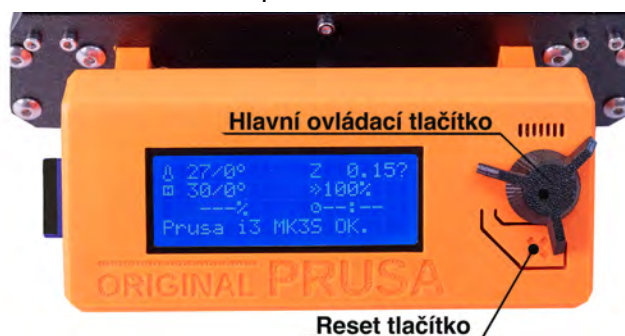 Hlavní ovládací tlačítko
27/0° Z 0.15?
30/0° 100%
---% --:--
Prusa i3 MK3S OK.
ORIGINAL PRUSA
Reset tlačítko